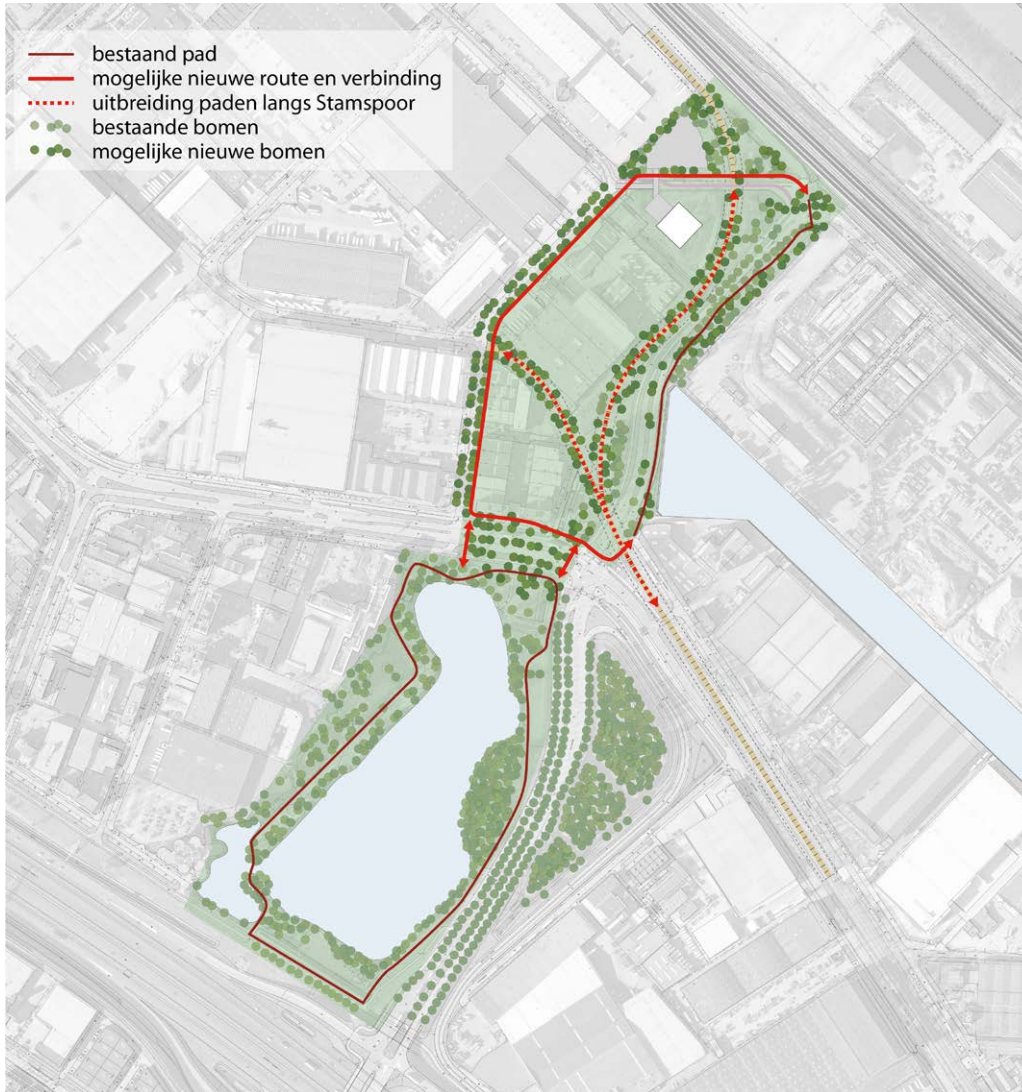 bestaand pad
mogelijke nieuwe route en verbinding
uitbreiding paden langs Stamspoor
bestaande bomen
mogelijke nieuwe bomen